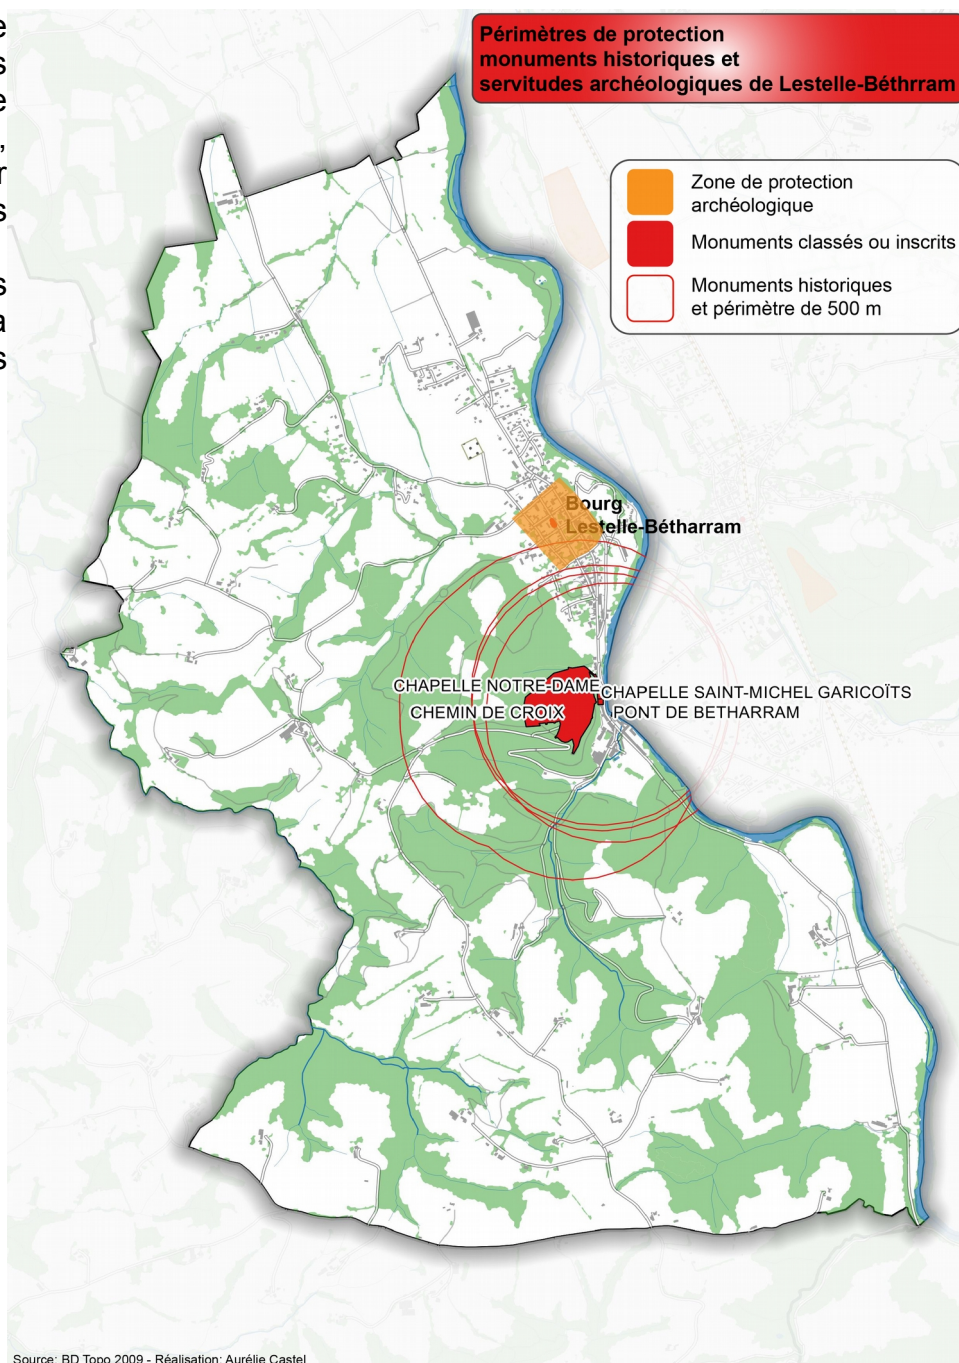 e
s
e
,
r
s
s
a
s
Périmètres de protection
monuments historiques et
servitudes archéologiques de Lestelle-Béthrram
Zone de protection
archéologique
Monuments classés ou inscrits
Monuments historiques
et périmètre de 500 m
Bourg
Lestelle-Bétharram
CHAPELLE NOTRE-DAME
CHAPELLE SAINT-MICHEL GARICOÏTS
CHEMIN DE CROIX
PONT DE BETHARRAM
Source: BD Topo 2009 - Réalisation: Aurélie Castel